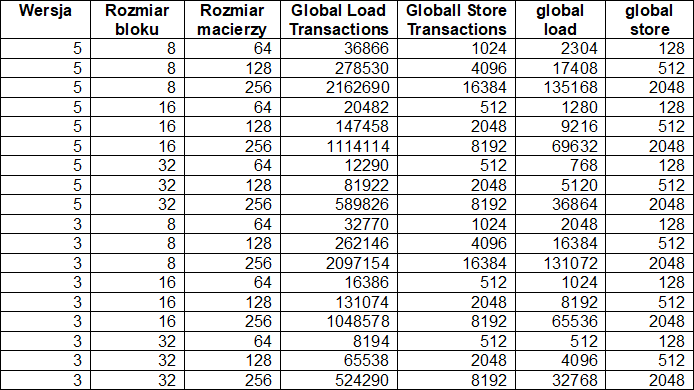 Wersja Rozmiar bloku Rozmiar macierzy Global Load Transactions Globall Store Transactions global load global store
5 8 64 36866 1024 2304 128
5 8 128 278530 4096 17408 512
5 8 256 2162690 16384 135168 2048
5 16 64 20482 512 1280 128
5 16 128 147458 2048 9216 512
5 16 256 1114114 8192 69632 2048
5 32 64 12290 512 768 128
5 32 128 81922 2048 5120 512
5 32 256 589826 8192 36864 2048
3 8 64 32770 1024 2048 128
3 8 128 262146 4096 16384 512
3 8 256 2097154 16384 131072 2048
3 16 64 16386 512 1024 128
3 16 128 131074 2048 8192 512
3 16 256 1048578 8192 65536 2048
3 32 64 8194 512 512 128
3 32 128 65538 2048 4096 512
3 32 256 524290 8192 32768 2048